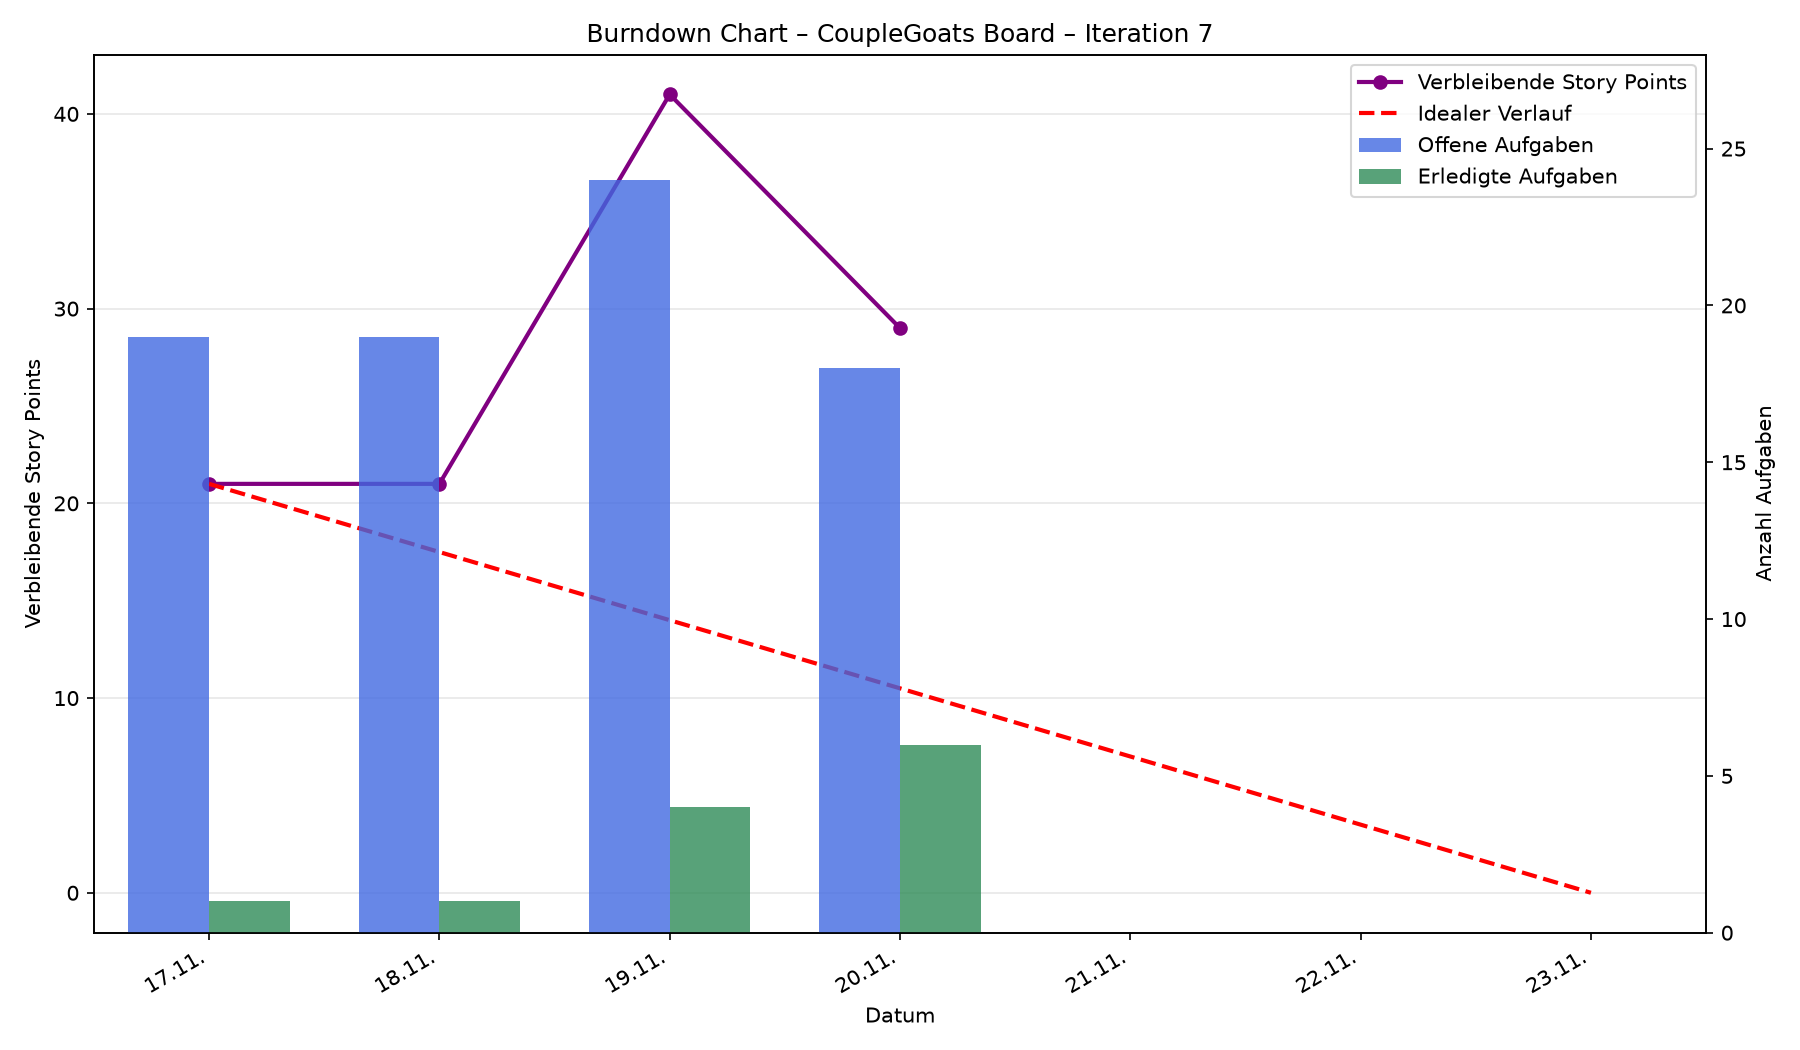 Burndown Chart – CoupleGoats Board – Iteration 7
Verbleibende Story Points
Idealer Verlauf
Offene Aufgaben
Erledigte Aufgaben
Verbleibende Story Points
40
30
20
10
0
Anzahl Aufgaben
25
20
15
10
5
0
17.11.
18.11.
19.11.
20.11.
21.11.
22.11.
23.11.
Datum